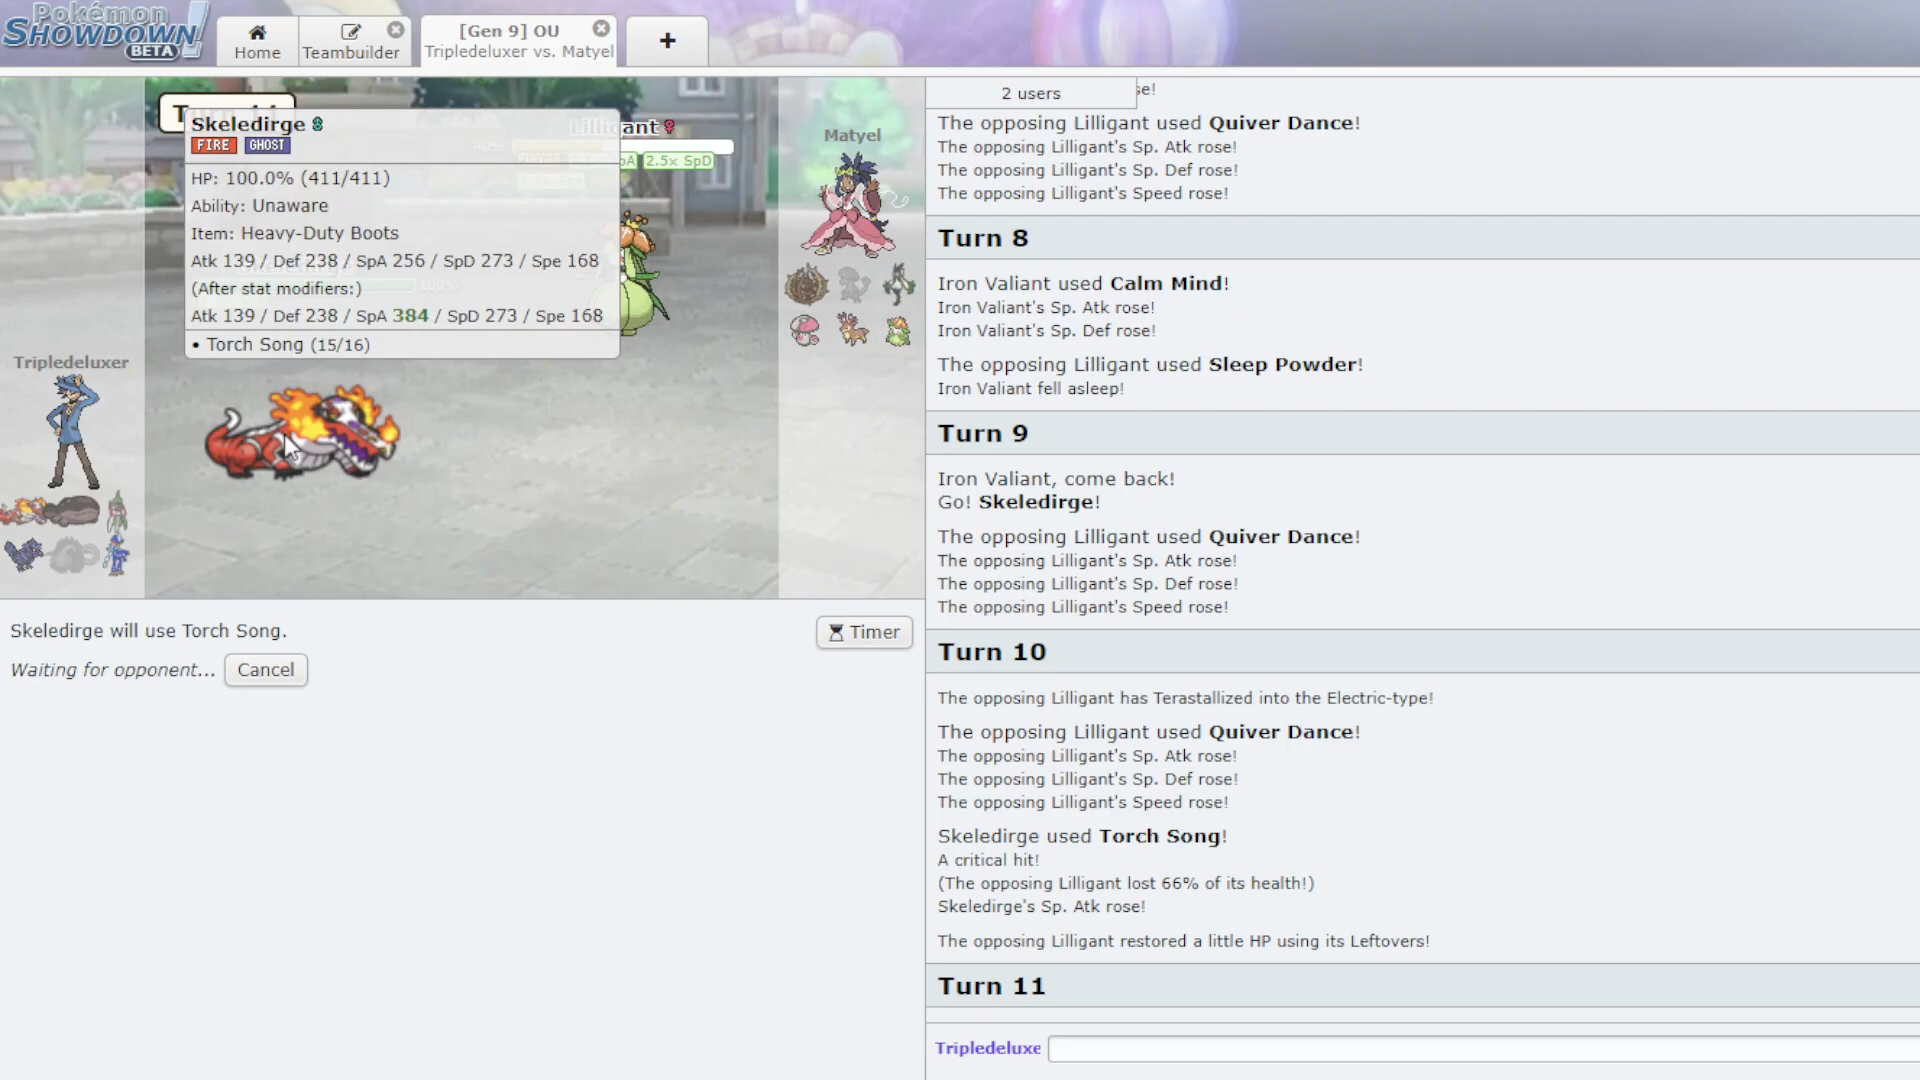 Pokémon
SHOWDOWN!
BETA
Home
Teambuilder
[Gen 9] OU
Tripledeluxer vs. Matyel
+
2 users
se!
Turn 11
Skeledirge
FIRE GHOST
HP: 100.0% (411/411)
Ability: Unaware
Item: Heavy-Duty Boots
Atk 139 / Def 238 / SpA 256 / SpD 273 / Spe 168
(After stat modifiers:)
Atk 139 / Def 238 / SpA 384 / SpD 273 / Spe 168
• Torch Song (15/16)
Lilligant
2.5x SpD
100%
Matyel
Tripledeluxer
Skeledirge will use Torch Song.
Waiting for opponent...
Cancel
Timer
The opposing Lilligant used Quiver Dance!
The opposing Lilligant's Sp. Atk rose!
The opposing Lilligant's Sp. Def rose!
The opposing Lilligant's Speed rose!
Turn 8
Iron Valiant used Calm Mind!
Iron Valiant's Sp. Atk rose!
Iron Valiant's Sp. Def rose!
The opposing Lilligant used Sleep Powder!
Iron Valiant fell asleep!
Turn 9
Iron Valiant, come back!
Go! Skeledirge!
The opposing Lilligant used Quiver Dance!
The opposing Lilligant's Sp. Atk rose!
The opposing Lilligant's Sp. Def rose!
The opposing Lilligant's Speed rose!
Turn 10
The opposing Lilligant has Terastallized into the Electric-type!
The opposing Lilligant used Quiver Dance!
The opposing Lilligant's Sp. Atk rose!
The opposing Lilligant's Sp. Def rose!
The opposing Lilligant's Speed rose!
Skeledirge used Torch Song!
A critical hit!
(The opposing Lilligant lost 66% of its health!)
Skeledirge's Sp. Atk rose!
The opposing Lilligant restored a little HP using its Leftovers!
Turn 11
Tripledeluxe